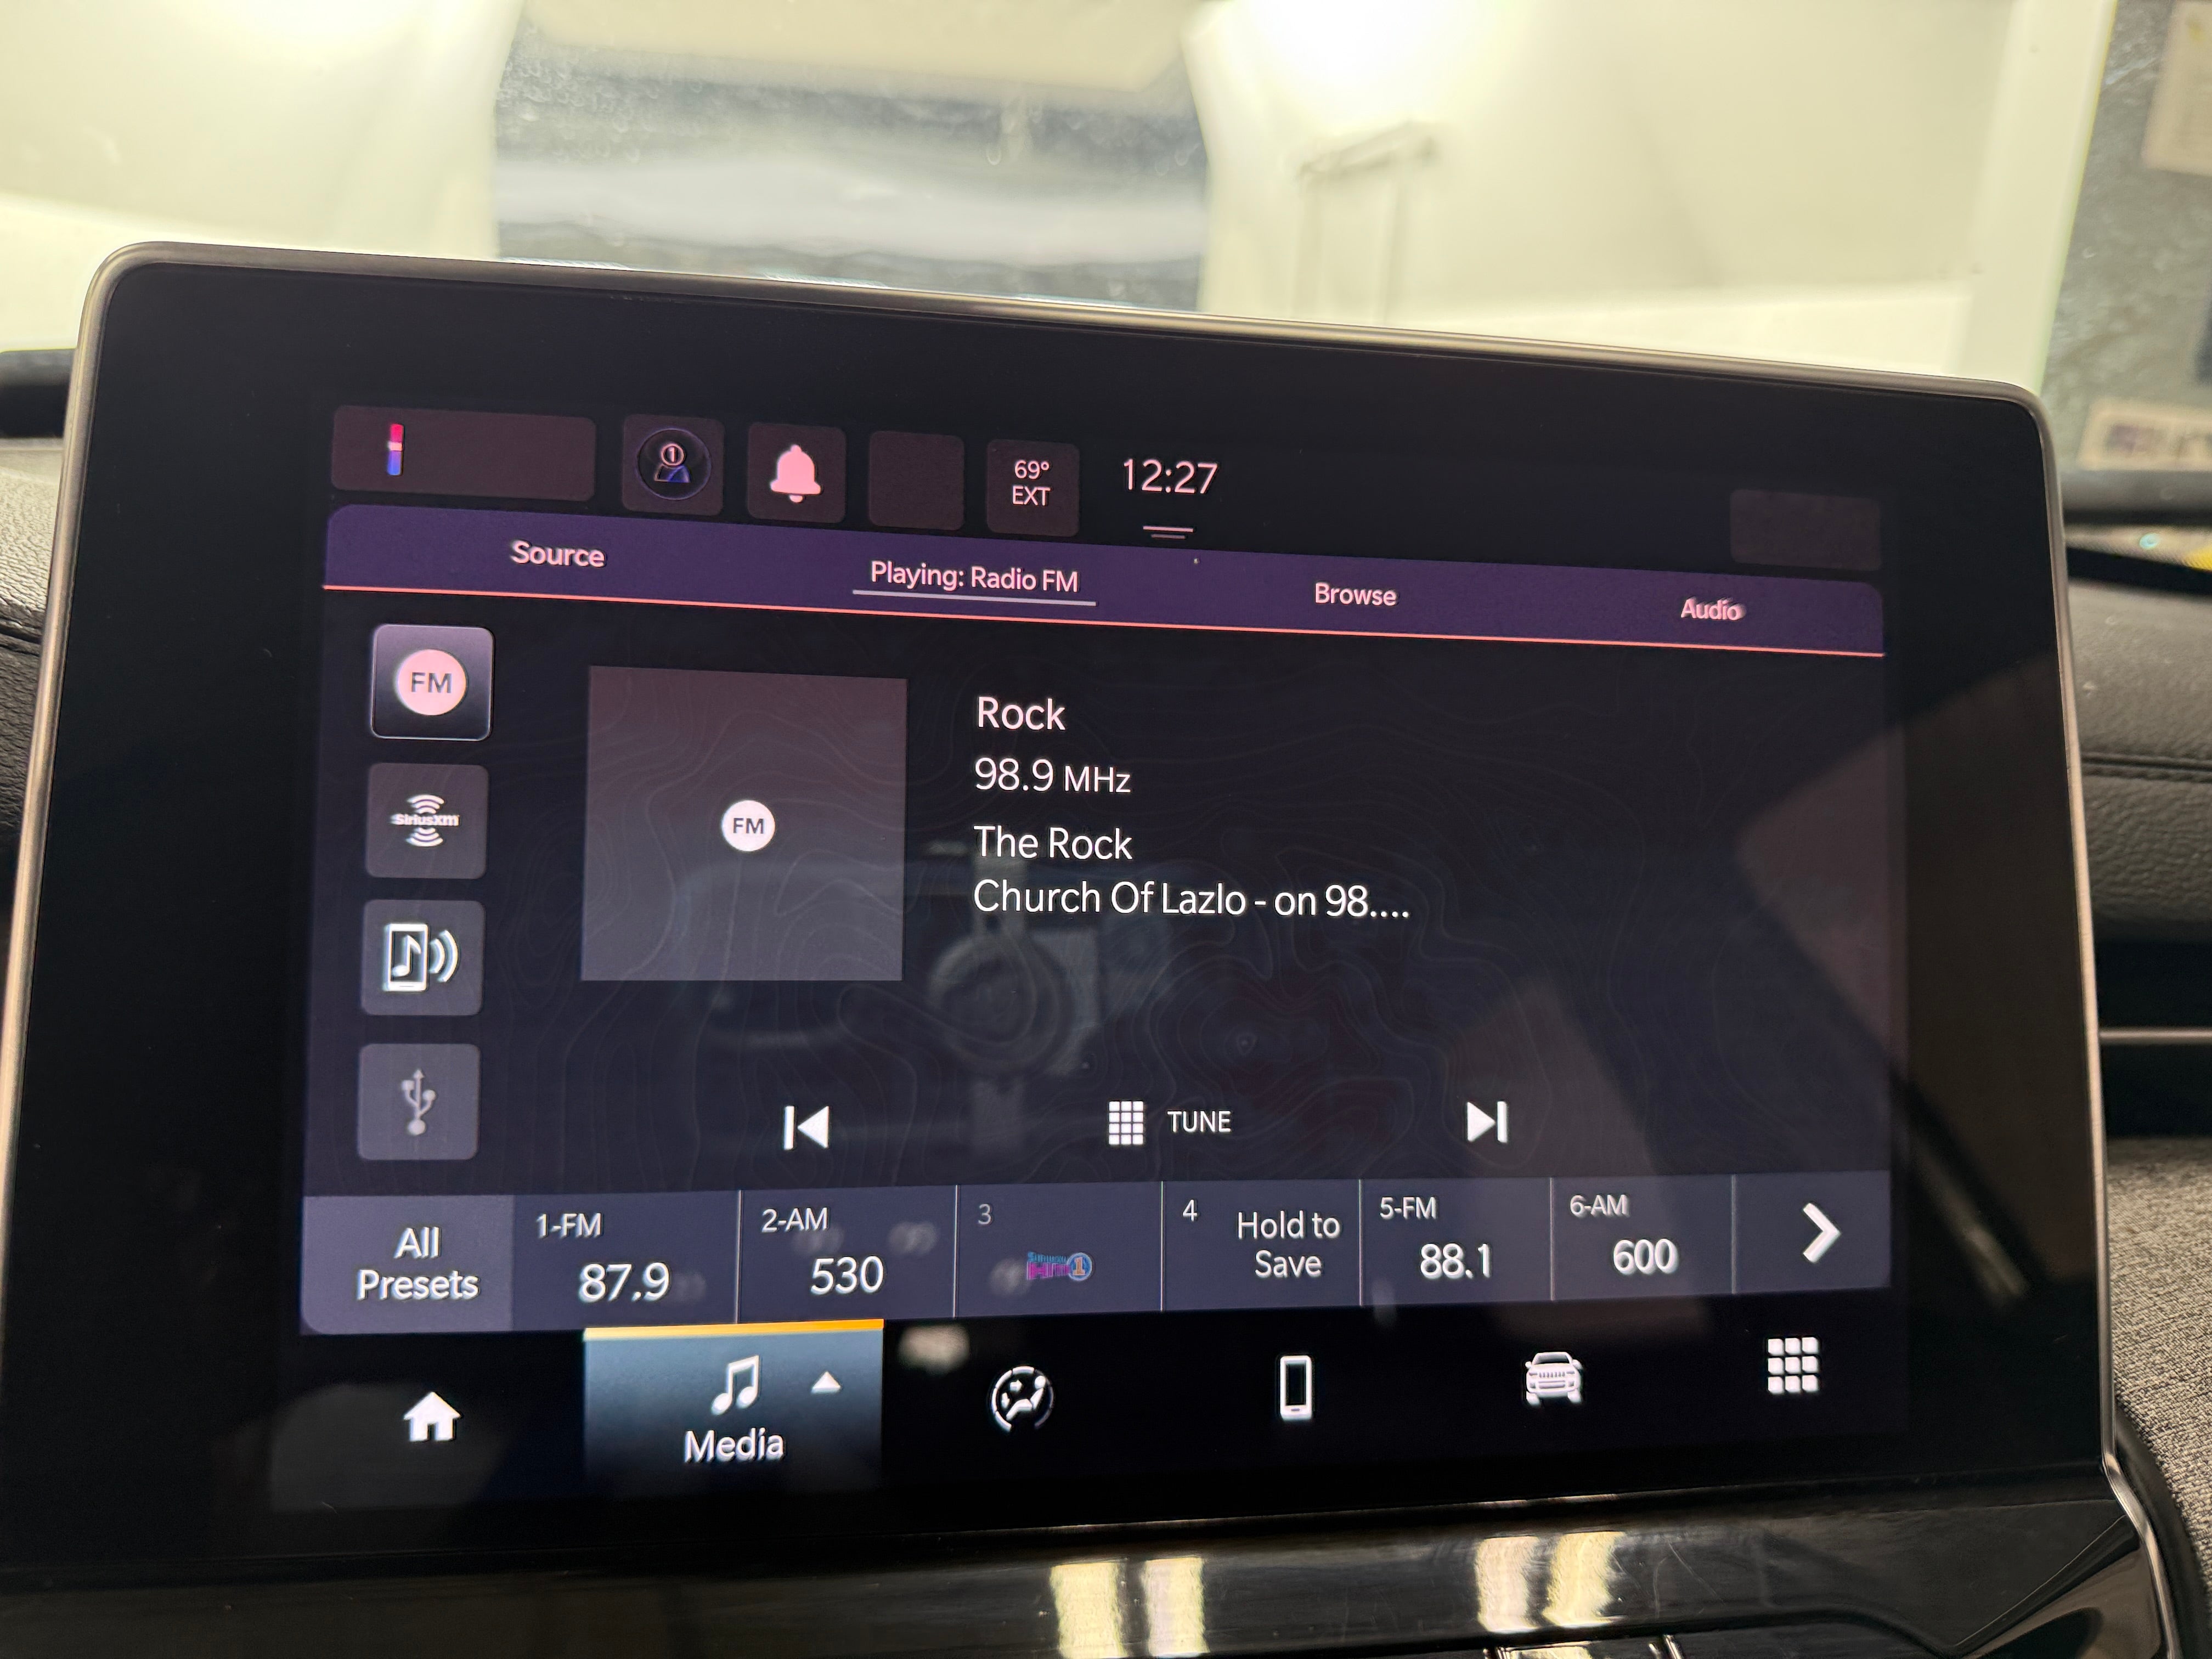 1
69°
EXT
12:27
Source
Playing: Radio FM
Browse
Audio
FM
SiriusXM
FM
Rock
98.9 MHz
The Rock
Church Of Lazlo - on 98....
TUNE
All
Presets
1-FM
87.9
2-AM
530
3
4
Hold to
Save
5-FM
88.1
6-AM
600
Media